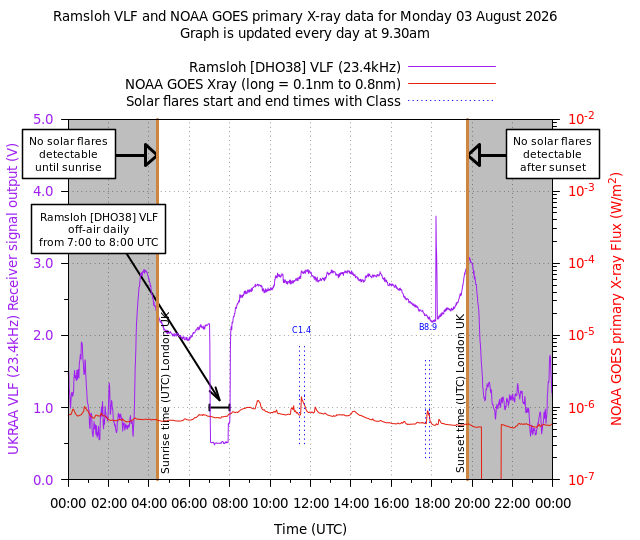 Ramsloh VLF and NOAA GOES primary X-ray data for Monday 03 August 2026
Graph is updated every day at 9.30am
Ramsloh [DHO38] VLF (23.4kHz)
NOAA GOES Xray (long = 0.1nm to 0.8nm)
Solar flares start and end times with Class
UKRAA VLF (23.4kHz) Receiver signal output (V)
5.0
4.0
3.0
2.0
1.0
0.0
No solar flares
detectable
until sunrise
Ramsloh [DHO38] VLF
off-air daily
from 7:00 to 8:00 UTC
Sunrise time (UTC) London UK
C1.4
B8.9
Sunset time (UTC) London UK
No solar flares
detectable
after sunset
10⁻²
10⁻³
10⁻⁴
10⁻⁵
10⁻⁶
10⁻⁷
NOAA GOES primary X-ray Flux (W/m²)
00:00 02:00 04:00 06:00 08:00 10:00 12:00 14:00 16:00 18:00 20:00 22:00 00:00
Time (UTC)